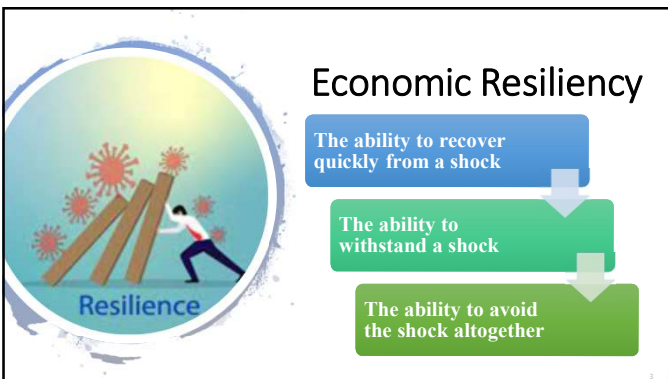 Economic Resiliency
The ability to recover
quickly from a shock
The ability to
withstand a shock
The ability to avoid
the shock altogether
Resilience
3